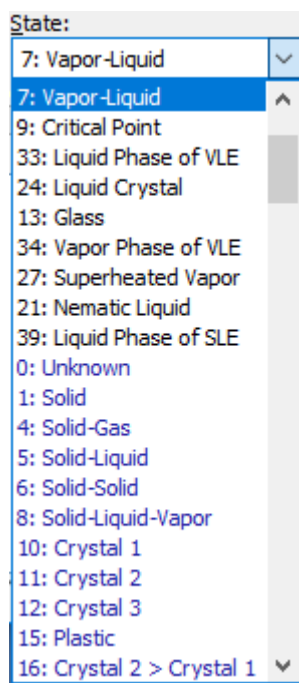 State:
7: Vapor-Liquid
7: Vapor-Liquid
9: Critical Point
33: Liquid Phase of VLE
24: Liquid Crystal
13: Glass
34: Vapor Phase of VLE
27: Superheated Vapor
21: Nematic Liquid
39: Liquid Phase of SLE
0: Unknown
1: Solid
4: Solid-Gas
5: Solid-Liquid
6: Solid-Solid
8: Solid-Liquid-Vapor
10: Crystal 1
11: Crystal 2
12: Crystal 3
15: Plastic
16: Crystal 2 > Crystal 1